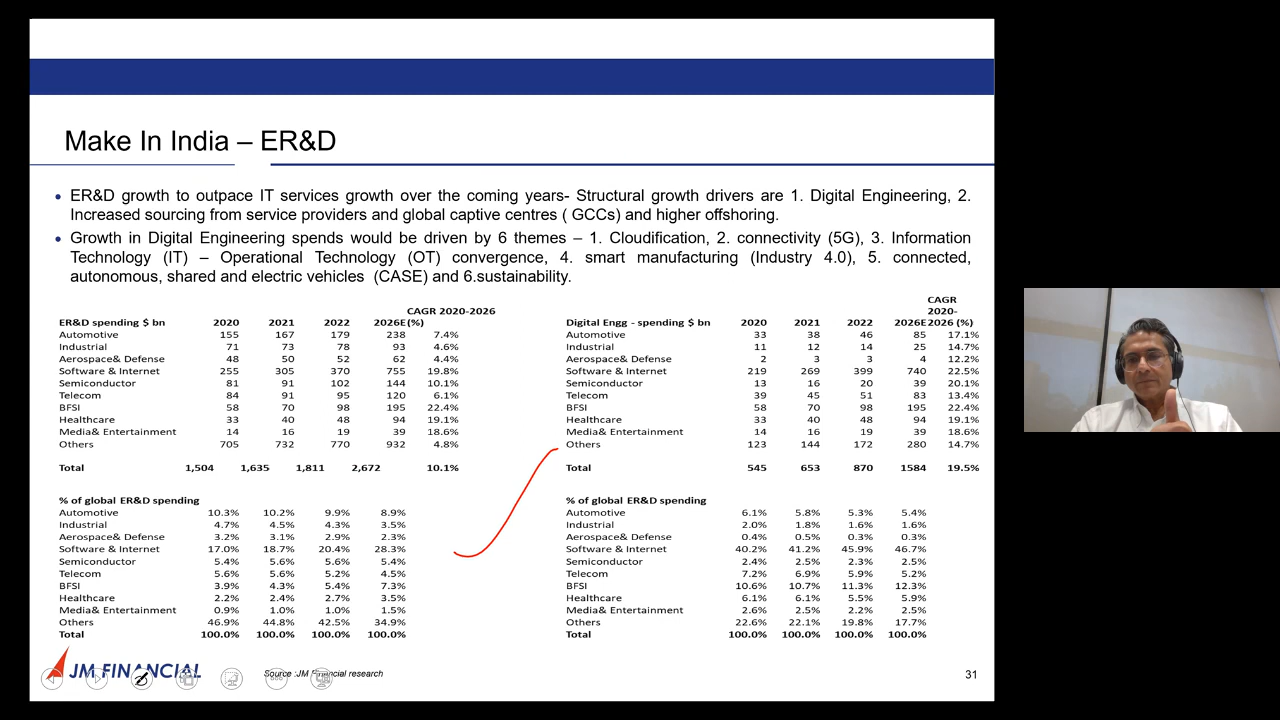 Make In India – ER&D
• ER&D growth to outpace IT services growth over the coming years- Structural growth drivers are 1. Digital Engineering, 2.
Increased sourcing from service providers and global captive centres ( GCCs) and higher offshoring.
• Growth in Digital Engineering spends would be driven by 6 themes – 1. Cloudification, 2. connectivity (5G), 3. Information
Technology (IT) – Operational Technology (OT) convergence, 4. smart manufacturing (Industry 4.0), 5. connected,
autonomous, shared and electric vehicles (CASE) and 6.sustainability.
CAGR 2020-2026
ER&D spending $ bn 2020 2021 2022 2026E (%)
Automotive 155 167 179 238 7.4%
Industrial 71 73 78 93 4.6%
Aerospace& Defense 48 50 52 62 4.4%
Software & Internet 255 305 370 755 19.8%
Semiconductor 81 91 102 144 10.1%
Telecom 84 91 95 120 6.1%
BFSI 58 70 98 195 22.4%
Healthcare 33 40 48 94 19.1%
Media& Entertainment 14 16 19 39 18.6%
Others 705 732 770 932 4.8%
Total 1,504 1,635 1,811 2,672 10.1%
% of global ER&D spending
Automotive 10.3% 10.2% 9.9% 8.9%
Industrial 4.7% 4.5% 4.3% 3.5%
Aerospace& Defense 3.2% 3.1% 2.9% 2.3%
Software & Internet 17.0% 18.7% 20.4% 28.3%
Semiconductor 5.4% 5.6% 5.6% 5.4%
Telecom 5.6% 5.6% 5.2% 4.5%
BFSI 3.9% 4.3% 5.4% 7.3%
Healthcare 2.2% 2.4% 2.7% 3.5%
Media& Entertainment 0.9% 1.0% 1.0% 1.5%
Others 46.9% 44.8% 42.5% 34.9%
Total 100.0% 100.0% 100.0% 100.0%
CAGR
2020-
Digital Engg - spending $ bn 2020 2021 2022 2026E 2026 (%)
Automotive 33 38 46 85 17.1%
Industrial 11 12 14 25 14.7%
Aerospace& Defense 2 3 3 4 12.2%
Software & Internet 219 269 399 740 22.5%
Semiconductor 13 16 20 39 20.1%
Telecom 39 45 51 83 13.4%
BFSI 58 70 98 195 22.4%
Healthcare 33 40 48 94 19.1%
Media& Entertainment 14 16 19 39 18.6%
Others 123 144 172 280 14.7%
Total 545 653 870 1584 19.5%
% of global ER&D spending
Automotive 6.1% 5.8% 5.3% 5.4%
Industrial 2.0% 1.8% 1.6% 1.6%
Aerospace& Defense 0.4% 0.5% 0.3% 0.3%
Software & Internet 40.2% 41.2% 45.9% 46.7%
Semiconductor 2.4% 2.5% 2.3% 2.5%
Telecom 7.2% 6.9% 5.9% 5.2%
BFSI 10.6% 10.7% 11.3% 12.3%
Healthcare 6.1% 6.1% 5.5% 5.9%
Media& Entertainment 2.6% 2.5% 2.2% 2.5%
Others 22.6% 22.1% 19.8% 17.7%
Total 100.0% 100.0% 100.0% 100.0%
JM FINANCIAL
Source :JM Financial research
31